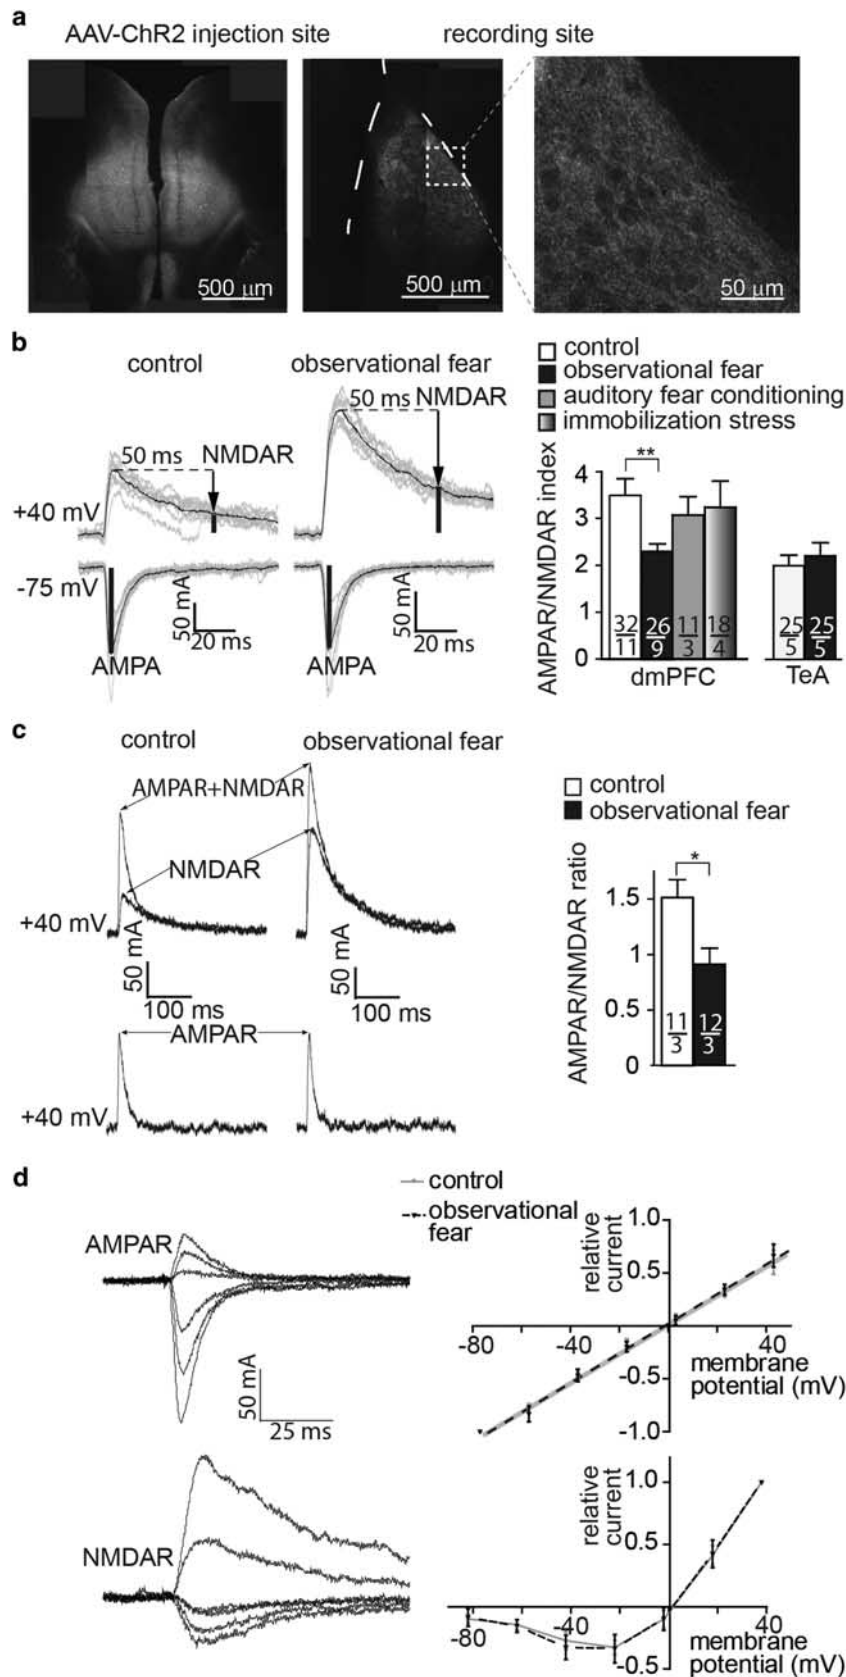 a
AAV-ChR2 injection site
recording site
500 μm
500 μm
50 μm
b
control
observational fear
50 ms
NMDAR
50 ms
NMDAR
+40 mV
-75 mV
50 mA
20 ms
50 mA
20 ms
AMPA
AMPA
control
observational fear
auditory fear conditioning
immobilization stress
AMPAR/NMDAR index
4
3
2
1
0
**
32
11
26
9
11
3
18
4
25
5
25
5
dmPFC
TeA
c
control
observational fear
AMPAR+NMDAR
NMDAR
+40 mV
50 mA
100 ms
50 mA
100 ms
AMPAR
+40 mV
control
observational fear
AMPAR/NMDAR ratio
*
1.5
1
0.5
0
11
3
12
3
d
control
observational
fear
AMPAR
50 mA
25 ms
relative
current
1.0
0.5
-80
-40
40
-0.5
-1.0
membrane
potential (mV)
NMDAR
relative
current
1.0
0.5
-80
-40
40
-0.5
membrane
potential (mV)